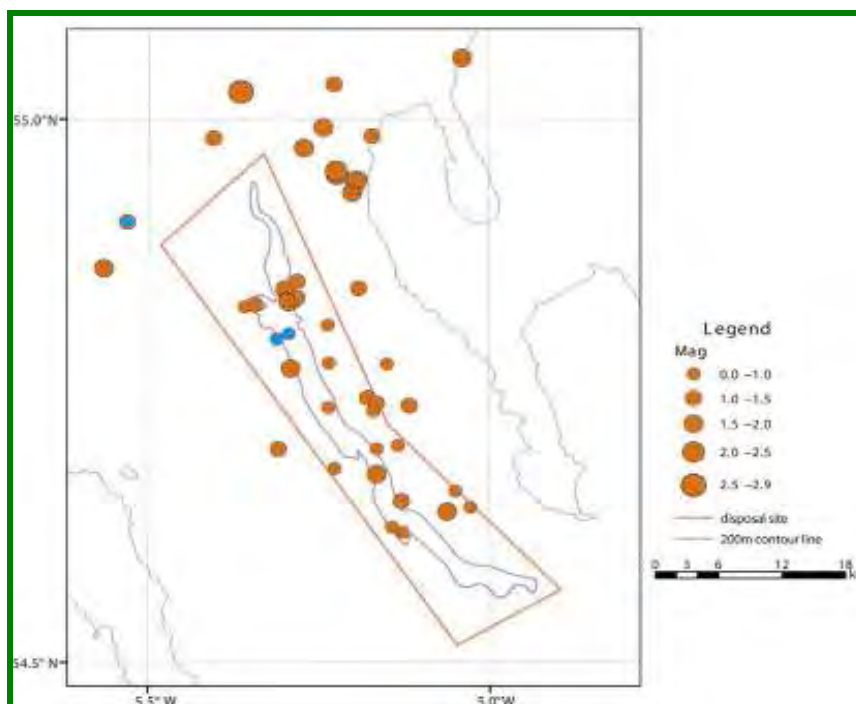 55.0°N
54.5° N
5.5° W
5.0° W
Legend
Mag
0.0 –1.0
1.0 –1.5
1.5 –2.0
2.0 –2.5
2.5 –2.9
disposal site
200m contour line
0 3 6 12 18